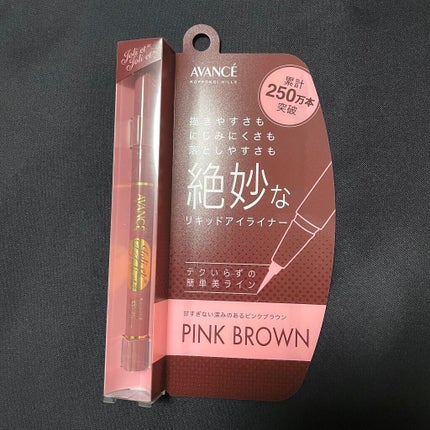 Joli et
Joli et
AVANCÉ
ROPPONGI HILLS
累計
250万本
突破
描きやすさも
にじみにくさも
落としやすさも
絶妙な
リキッドアイライナー
テクいらずの
簡単美ライン
甘すぎない深みのあるピンクブラウン
PINK BROWN
AVANCÉ